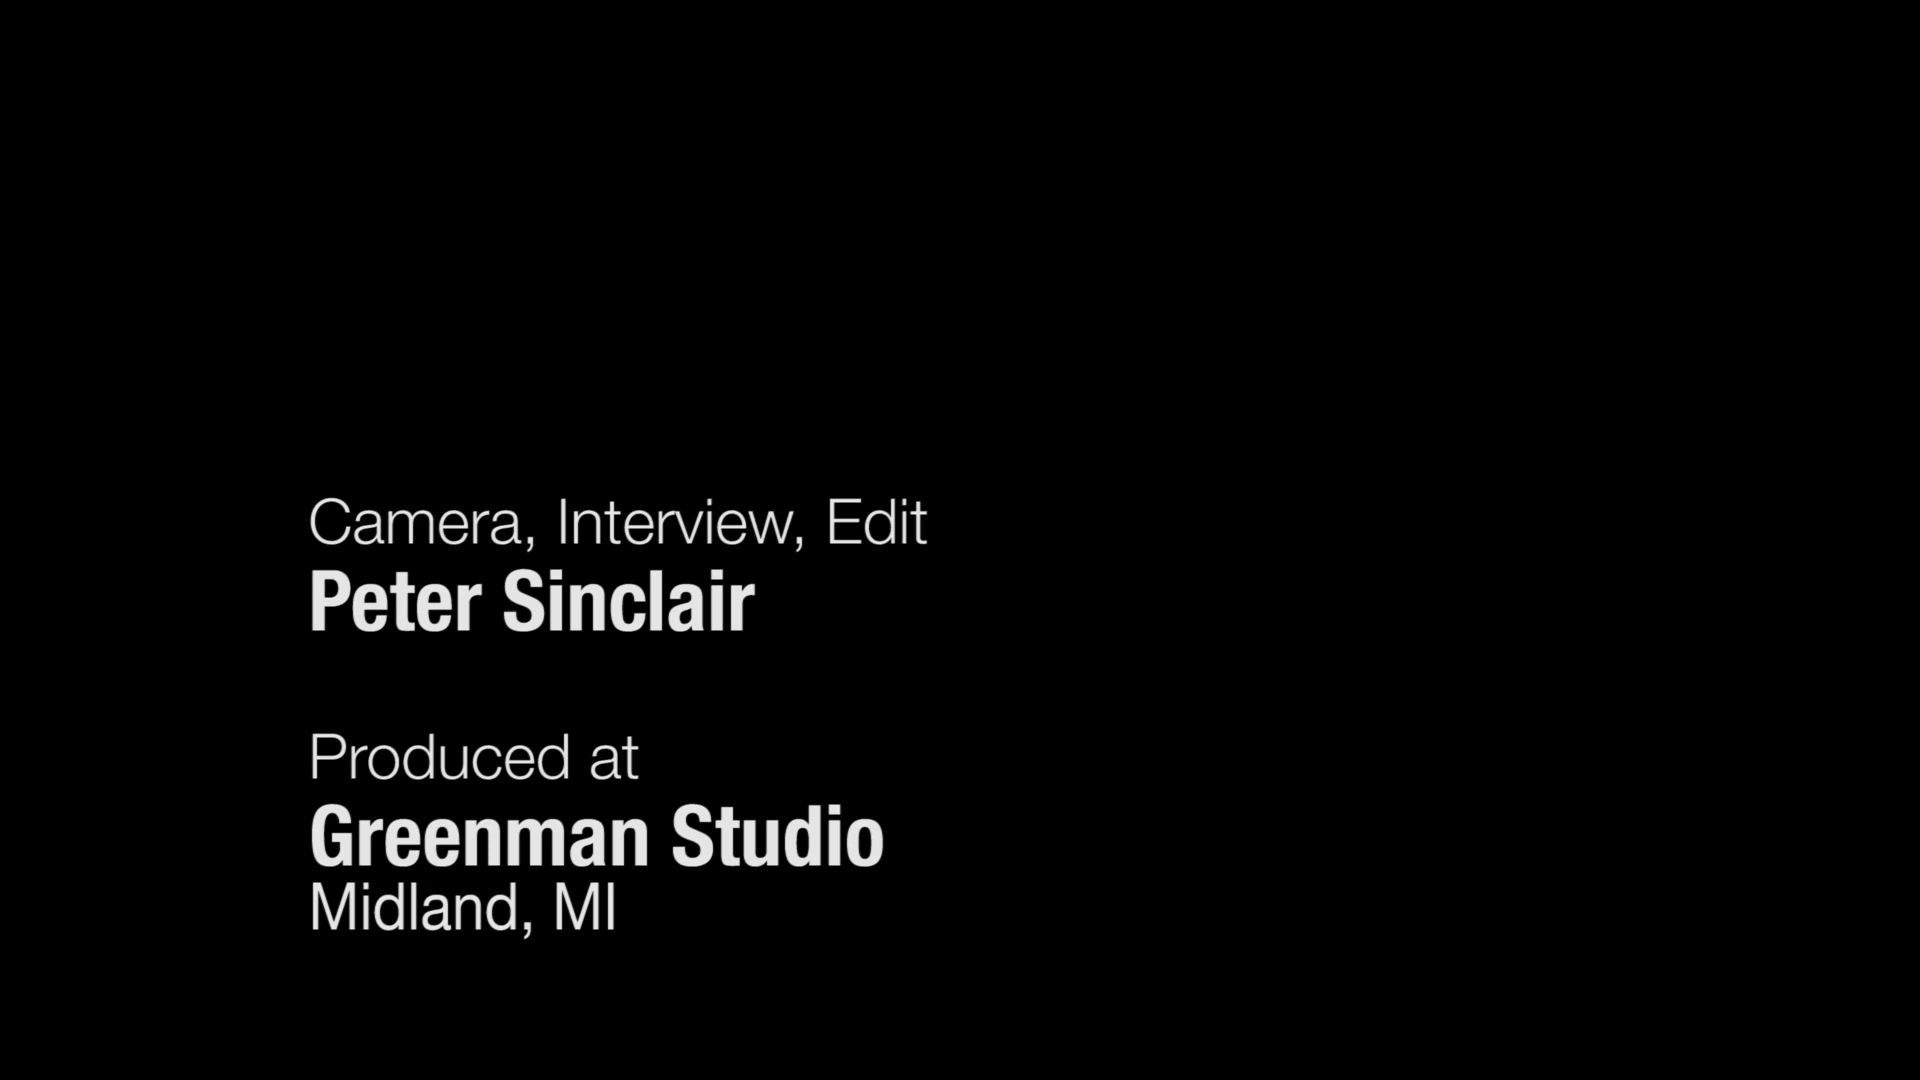 Camera, Interview, Edit
Peter Sinclair
Produced at
Greenman Studio
Midland, MI